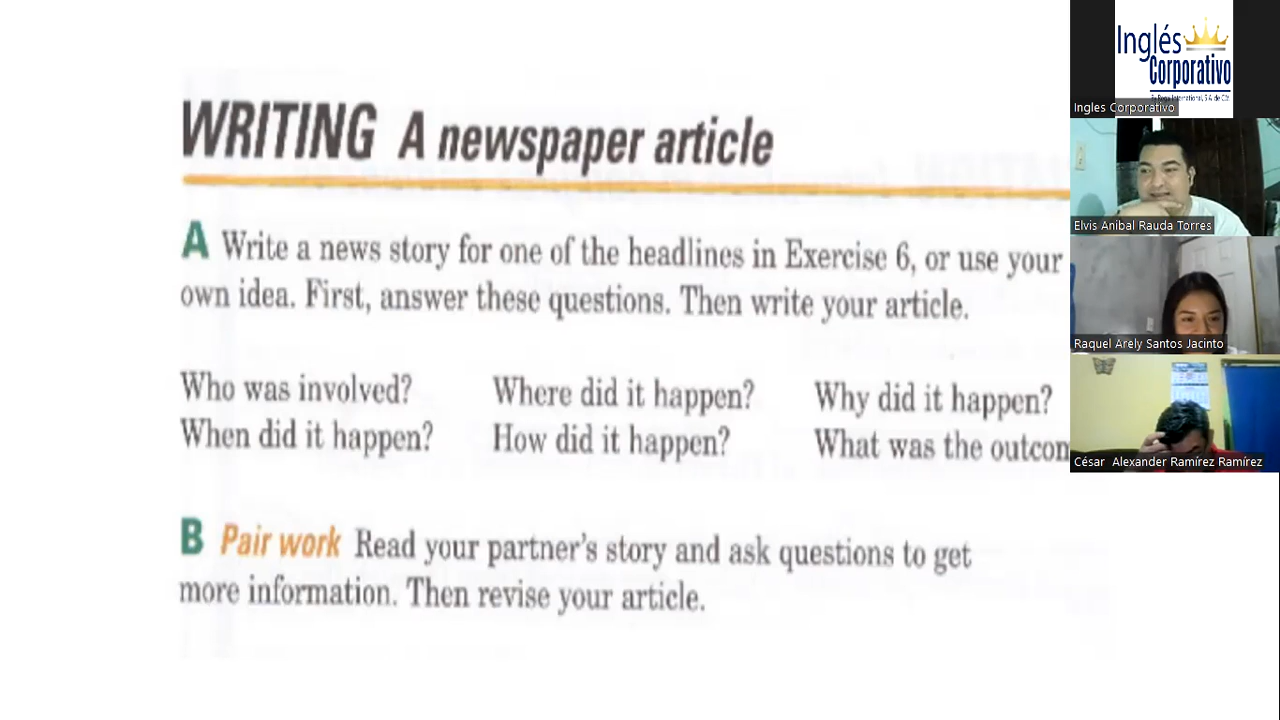 WRITING A newspaper article
A Write a news story for one of the headlines in Exercise 6, or use your
own idea. First, answer these questions. Then write your article.
Who was involved? Where did it happen? Why did it happen?
When did it happen? How did it happen? What was the outcom
B Pair work Read your partner's story and ask questions to get
more information. Then revise your article.
Inglés
Corporativo
Ingles Corporativo
Elvis Anibal Rauda Torres
Raquel Arely Santos Jacinto
César Alexander Ramírez Ramírez